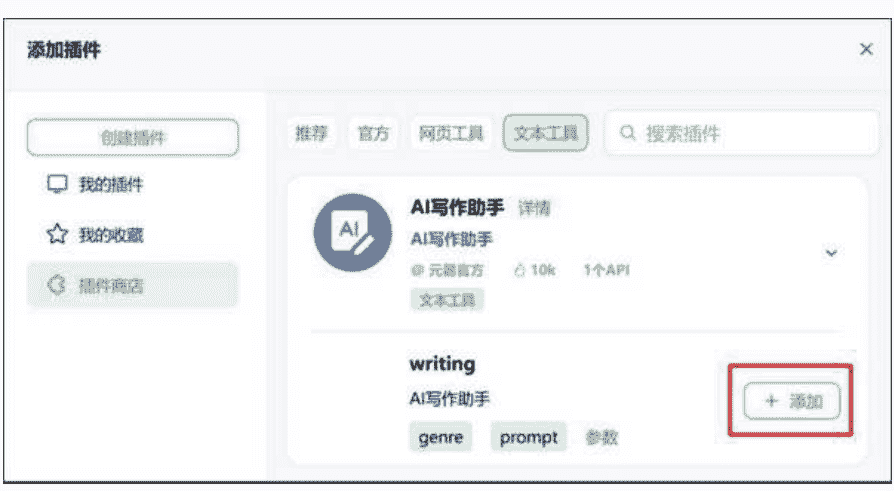 添加插件
创建插件
我的插件
我的收藏
插件商店
推荐 官方 网页工具 文本工具 搜索插件
AI
AI写作助手 详情
AI写作助手
@ 元器官方 10k 1个API
文本工具
writing
AI写作助手
+ 添加
genre prompt 参数